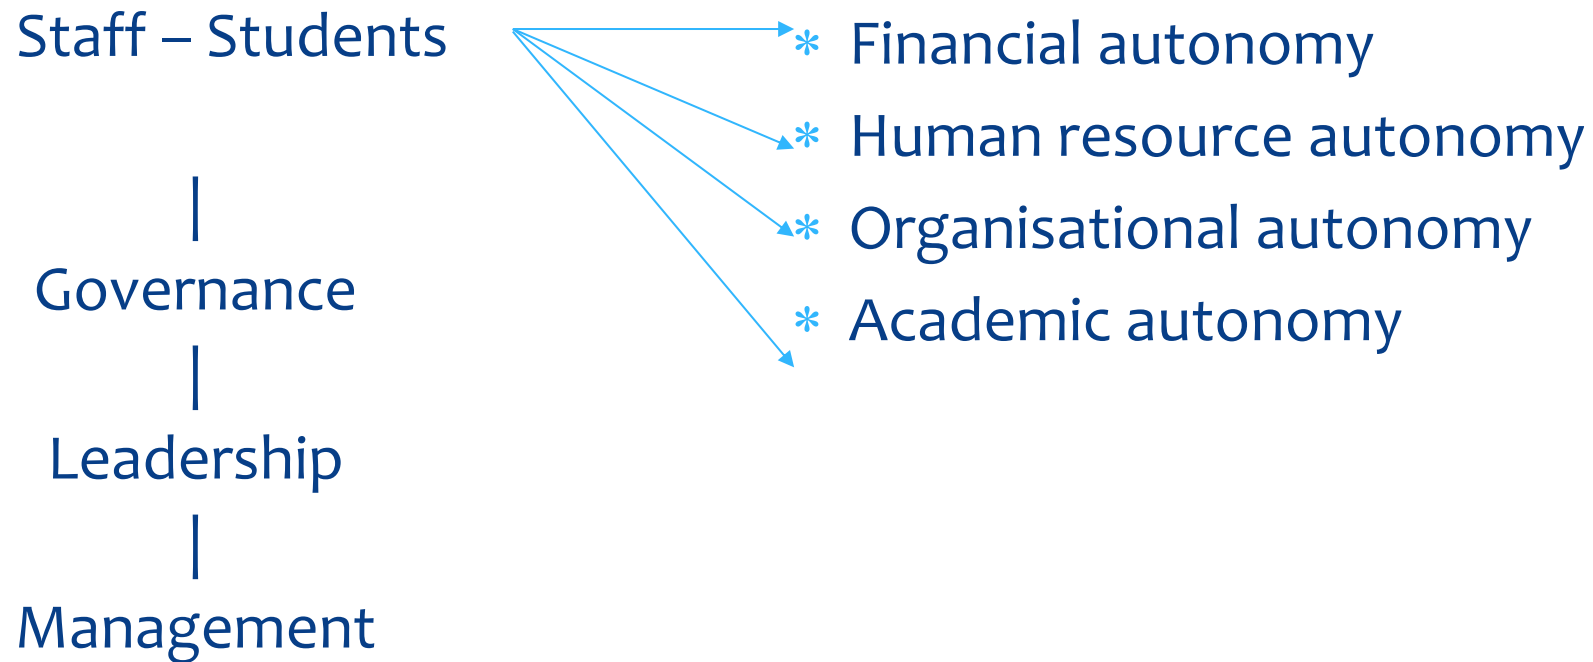 Staff – Students
|
Governance
|
Leadership
|
Management
* Financial autonomy
* Human resource autonomy
* Organisational autonomy
* Academic autonomy